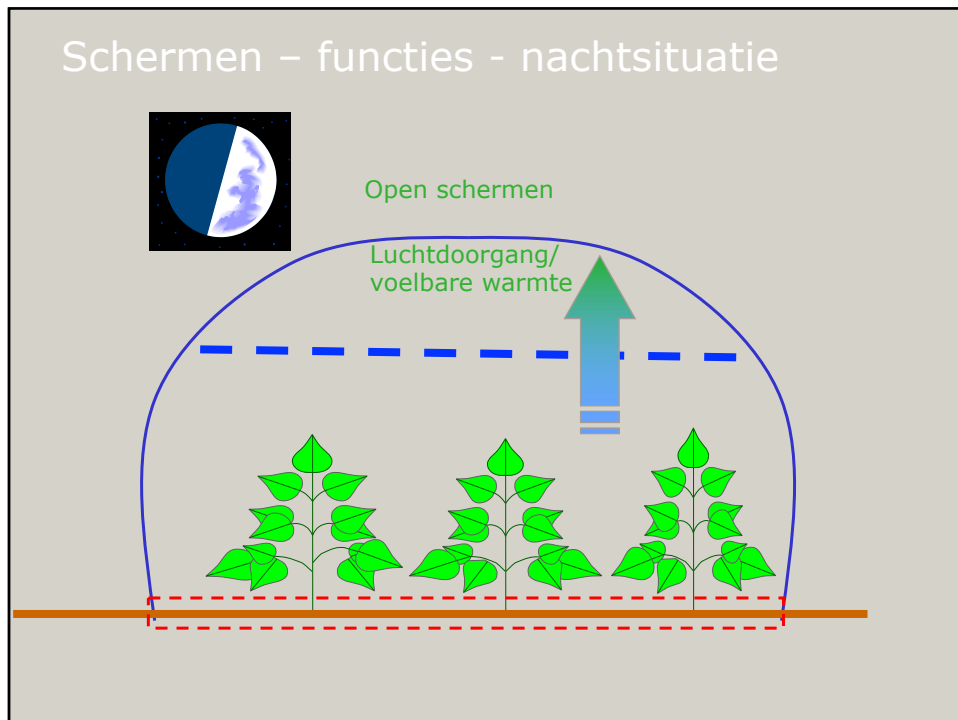 Schermen – functies - nachtsituatie
Open schermen
Luchtdoorgang/
voelbare warmte